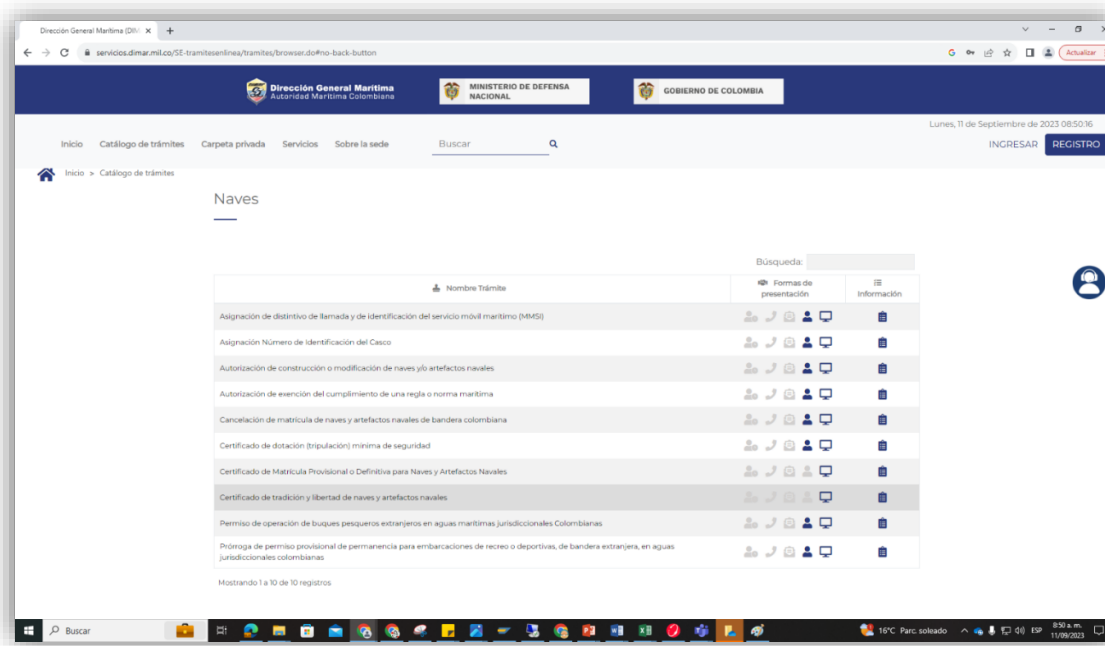 Dirección General Marítima (DIM
servicios.dimar.mil.co/SE-tramitesenlinea/tramites/browser.do#no-back-button
Actualizar
Dirección General Marítima
Autoridad Marítima Colombiana
MINISTERIO DE DEFENSA
NACIONAL
GOBIERNO DE COLOMBIA
Lunes, 11 de Septiembre de 2023 08:50:16
Inicio Catálogo de trámites Carpeta privada Servicios Sobre la sede Buscar INGRESAR REGISTRO
Inicio > Catálogo de trámites
Naves
Búsqueda:
Nombre Trámite Formas de presentación Información
Asignación de distintivo de llamada y de identificación del servicio móvil marítimo (MMSI)
Asignación Número de Identificación del Casco
Autorización de construcción o modificación de naves y/o artefactos navales
Autorización de exención del cumplimiento de una regla o norma marítima
Cancelación de matrícula de naves y artefactos navales de bandera colombiana
Certificado de dotación (tripulación) mínima de seguridad
Certificado de Matrícula Provisional o Definitiva para Naves y Artefactos Navales
Certificado de tradición y libertad de naves y artefactos navales
Permiso de operación de buques pesqueros extranjeros en aguas marítimas jurisdiccionales Colombianas
Prórroga de permiso provisional de permanencia para embarcaciones de recreo o deportivas, de bandera extranjera, en aguas
jurisdiccionales colombianas
Mostrando 1 a 10 de 10 registros
Buscar
16°C Parc. soleado
ESP
8:50 a. m.
11/09/2023